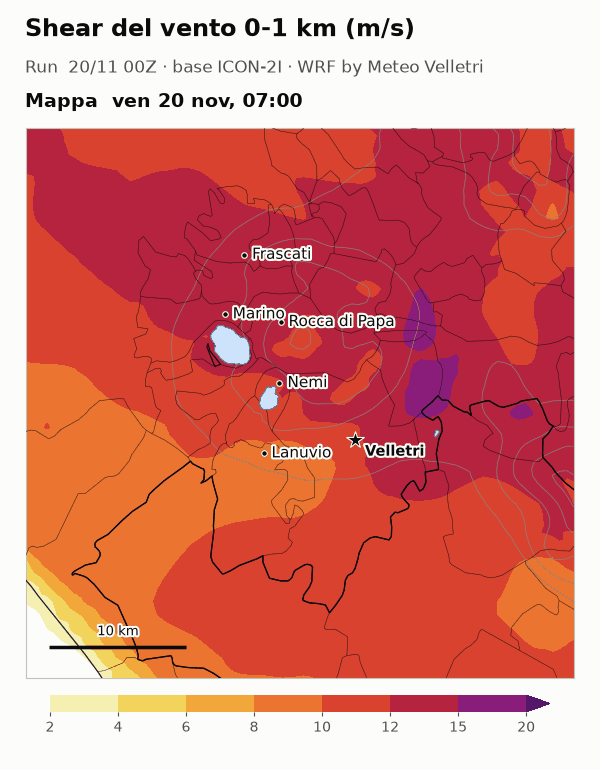 Shear del vento 0-1 km (m/s)
Run  20/11 00Z · base ICON-2I · WRF by Meteo Velletri
Mappa  ven 20 nov, 07:00
Frascati
Marino
Rocca di Papa
Nemi
Velletri
Lanuvio
10 km
2 4 6 8 10 12 15 20